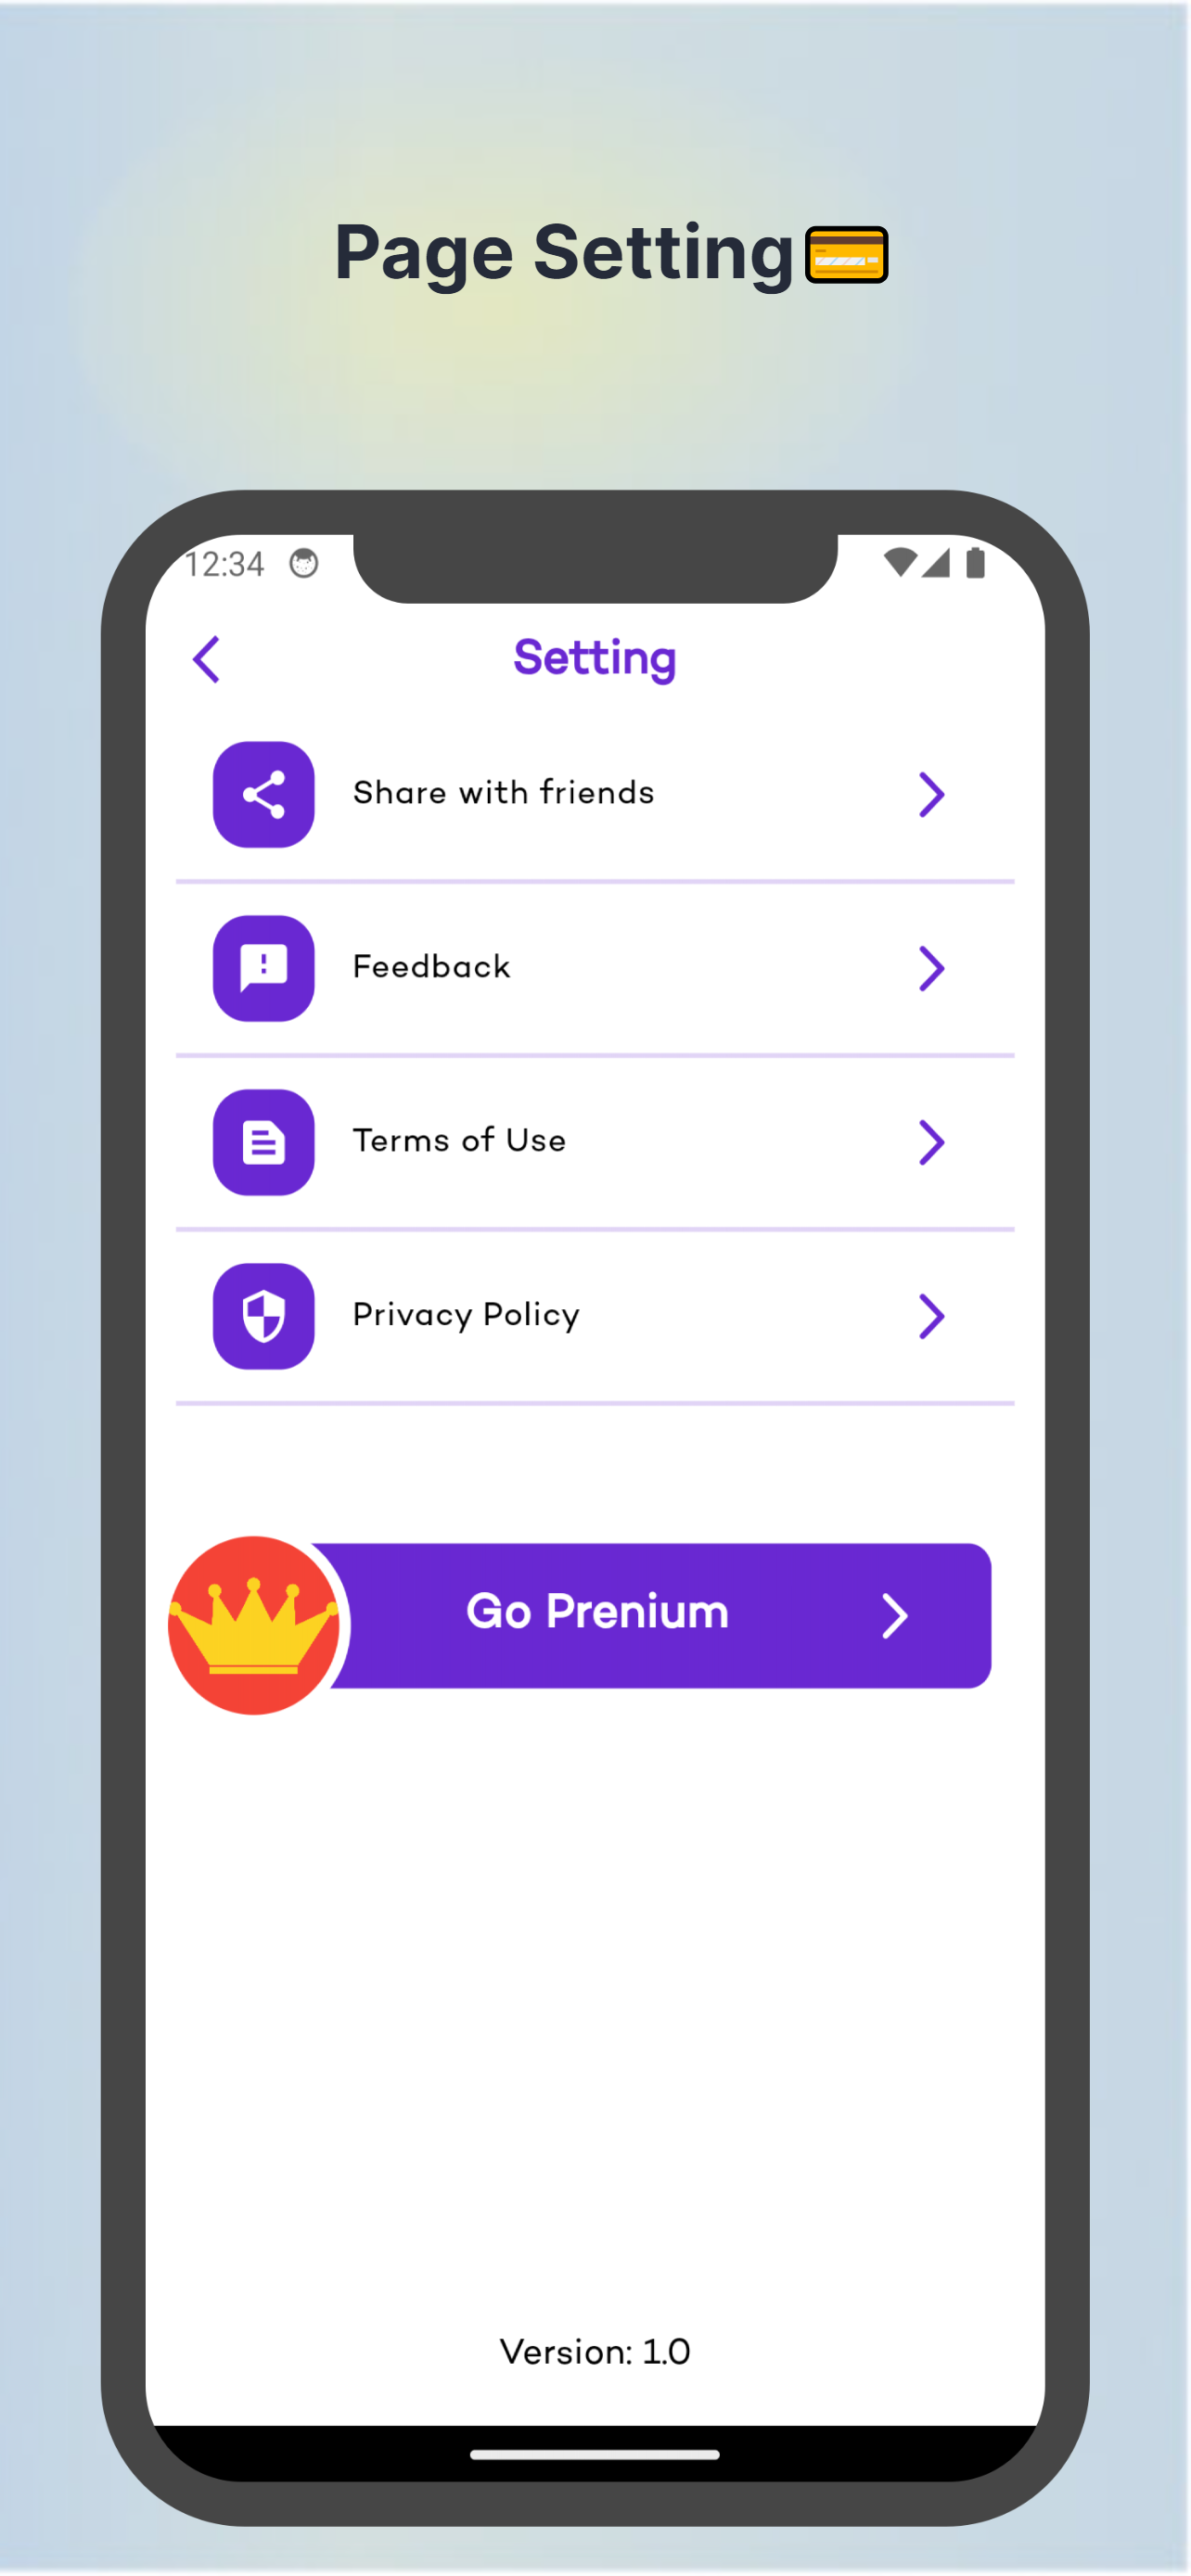 Page Setting💳
12:34
Setting
Share with friends
Feedback
Terms of Use
Privacy Policy
Go Prenium
Version: 1.0